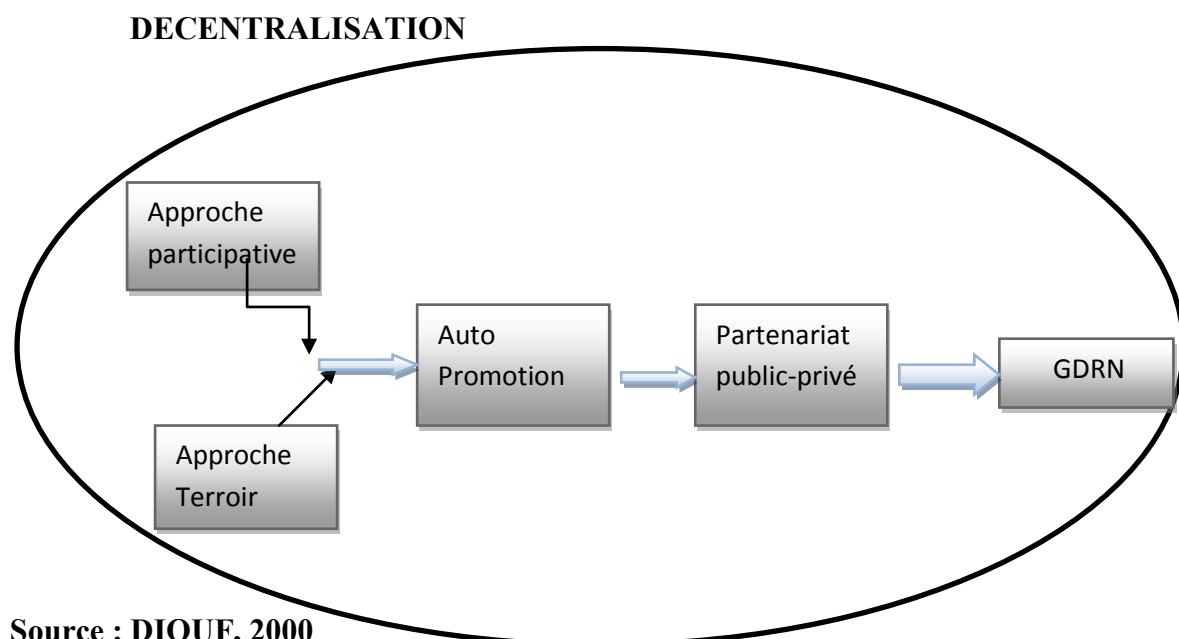 DECENTRALISATION
Approche
participative
Auto
Promotion
Partenariat
public-privé
GDRN
Approche
Terroir
Source : DIOUF, 2000